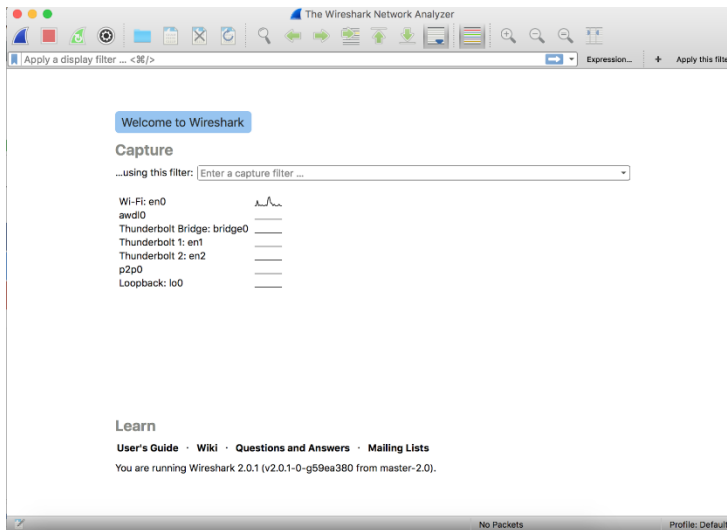 The Wireshark Network Analyzer
Apply a display filter ... <⌘/>
Expression... + Apply this filte
Welcome to Wireshark
Capture
...using this filter: Enter a capture filter ...
Wi-Fi: en0
awdl0
Thunderbolt Bridge: bridge0
Thunderbolt 1: en1
Thunderbolt 2: en2
p2p0
Loopback: lo0
Learn
User's Guide · Wiki · Questions and Answers · Mailing Lists
You are running Wireshark 2.0.1 (v2.0.1-0-g59ea380 from master-2.0).
No Packets
Profile: Defaul